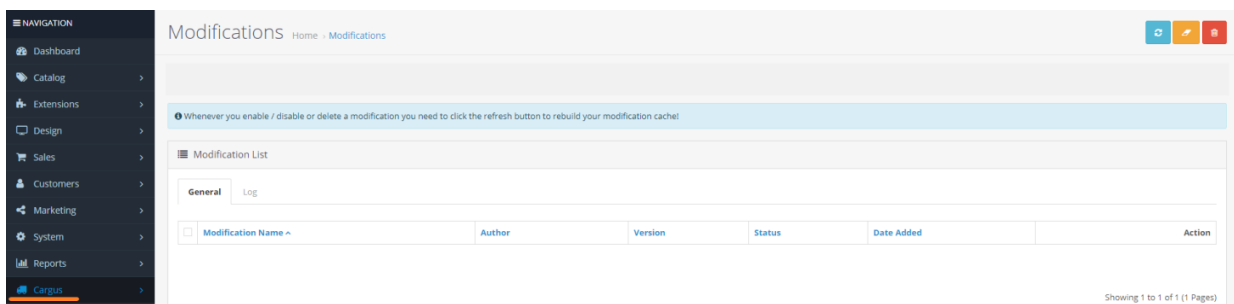 NAVIGATION
Dashboard
Catalog
Extensions
Design
Sales
Customers
Marketing
System
Reports
Cargus
Modifications Home › Modifications
Whenever you enable / disable or delete a modification you need to click the refresh button to rebuild your modification cache!
Modification List
General Log
Modification Name Author Version Status Date Added Action
Showing 1 to 1 of 1 (1 Pages)